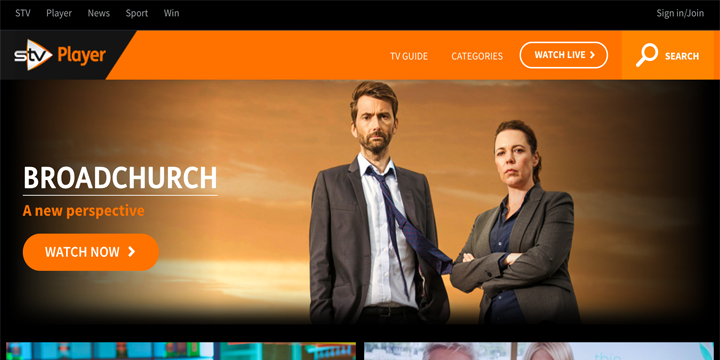 STV Player News Sport Win Sign in/Join
stv Player TV GUIDE CATEGORIES WATCH LIVE SEARCH
BROADCHURCH
A new perspective
WATCH NOW